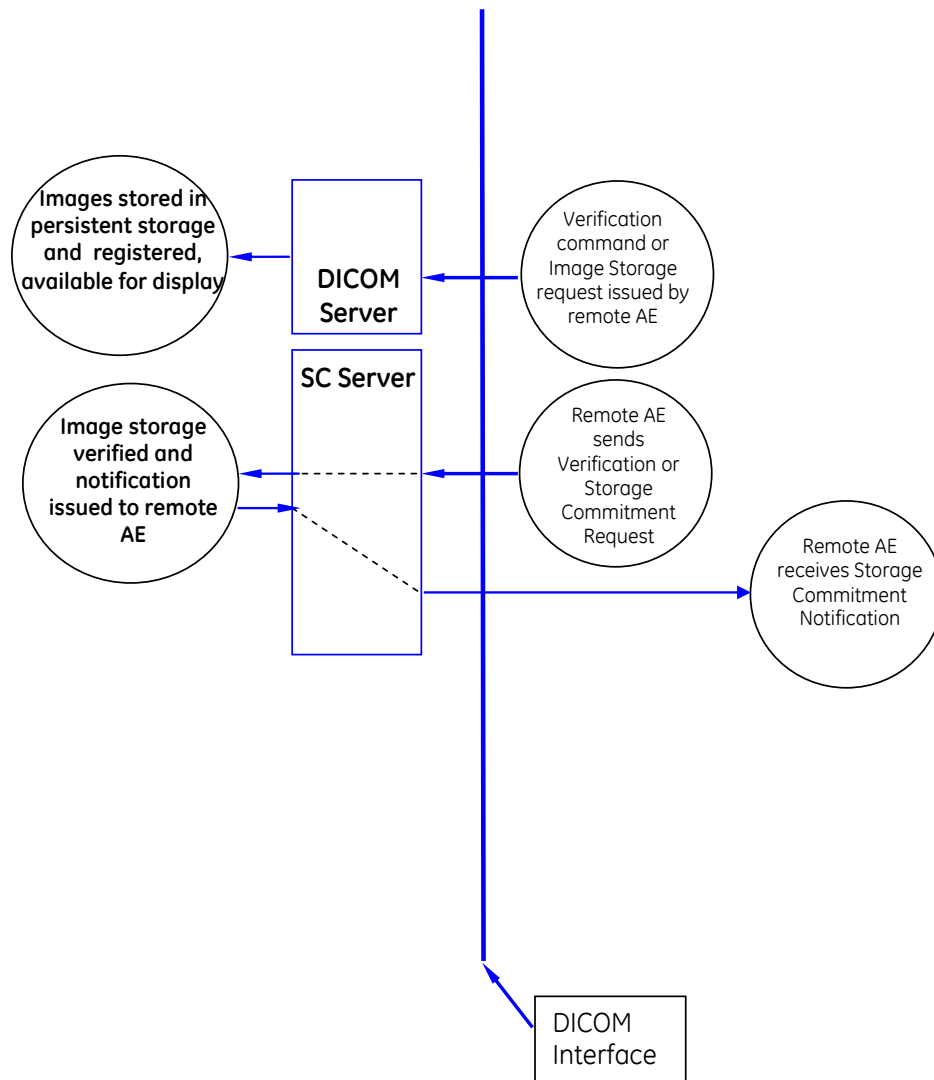 Images stored in
persistent storage
and registered,
available for display
DICOM
Server
Verification
command or
Image Storage
request issued by
remote AE
SC Server
Image storage
verified and
notification
issued to remote
AE
Remote AE
sends
Verification or
Storage
Commitment
Request
Remote AE
receives Storage
Commitment
Notification
DICOM
Interface